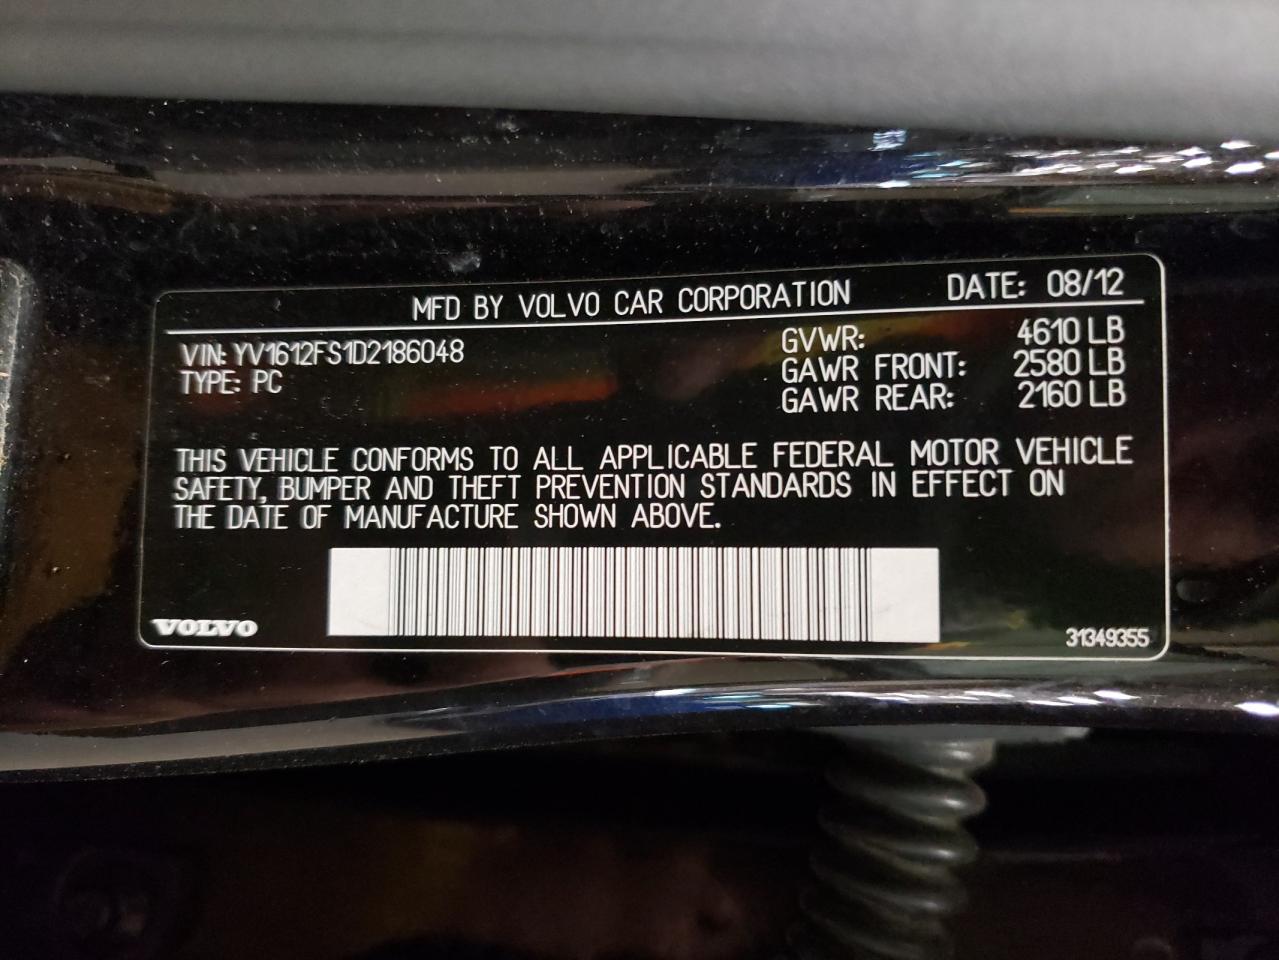 MFD BY VOLVO CAR CORPORATION DATE: 08/12
VIN: YV1612FS1D2186048 GVWR: 4610 LB
TYPE: PC GAWR FRONT: 2580 LB
GAWR REAR: 2160 LB
THIS VEHICLE CONFORMS TO ALL APPLICABLE FEDERAL MOTOR VEHICLE
SAFETY, BUMPER AND THEFT PREVENTION STANDARDS IN EFFECT ON
THE DATE OF MANUFACTURE SHOWN ABOVE.
VOLVO 31349355